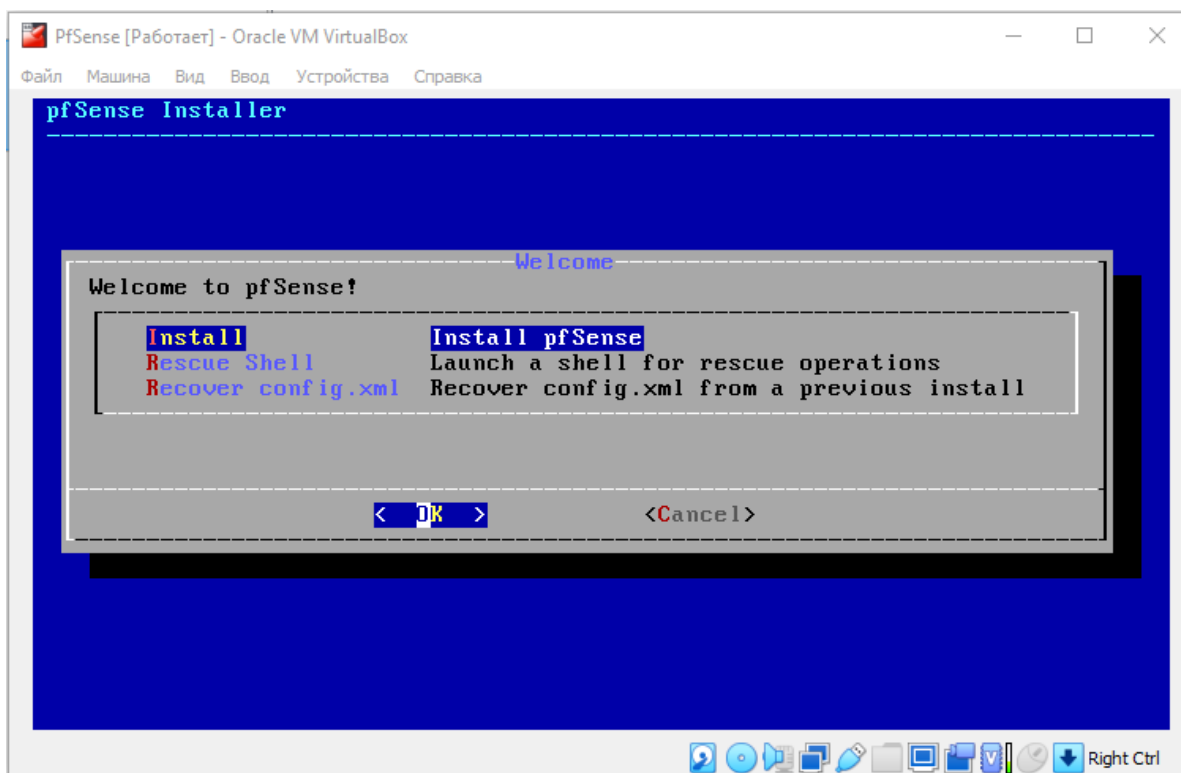 PfSense [Работает] - Oracle VM VirtualBox
Файл Машина Вид Ввод Устройства Справка
pfSense Installer
Welcome
Welcome to pfSense!
Install Install pfSense
Rescue Shell Launch a shell for rescue operations
Recover config.xml Recover config.xml from a previous install
< OK > <Cancel>
Right Ctrl